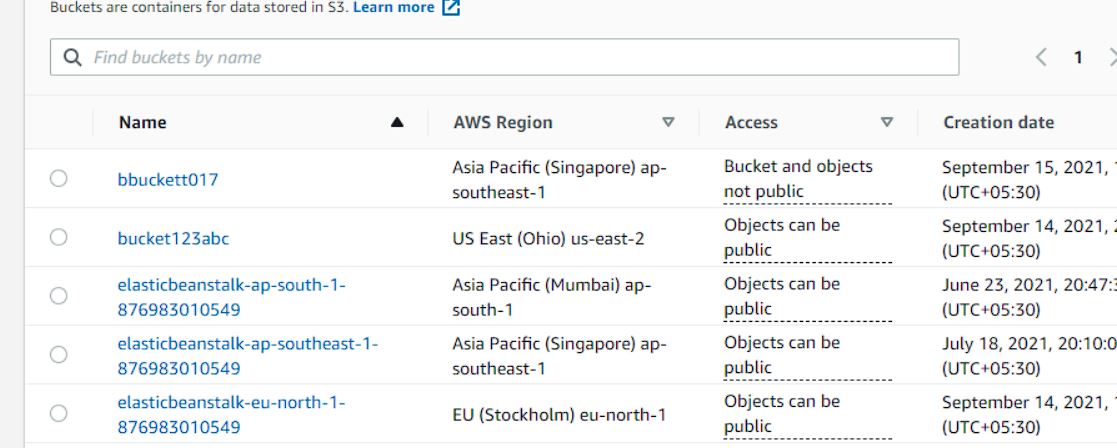 Buckets are containers for data stored in S3. Learn more
Find buckets by name
1
Name AWS Region Access Creation date
bbuckett017 Asia Pacific (Singapore) ap-southeast-1 Bucket and objects not public September 15, 2021, (UTC+05:30)
bucket123abc US East (Ohio) us-east-2 Objects can be public September 14, 2021, (UTC+05:30)
elasticbeanstalk-ap-south-1-876983010549 Asia Pacific (Mumbai) ap-south-1 Objects can be public June 23, 2021, 20:47: (UTC+05:30)
elasticbeanstalk-ap-southeast-1-876983010549 Asia Pacific (Singapore) ap-southeast-1 Objects can be public July 18, 2021, 20:10:0 (UTC+05:30)
elasticbeanstalk-eu-north-1-876983010549 EU (Stockholm) eu-north-1 Objects can be public September 14, 2021, (UTC+05:30)